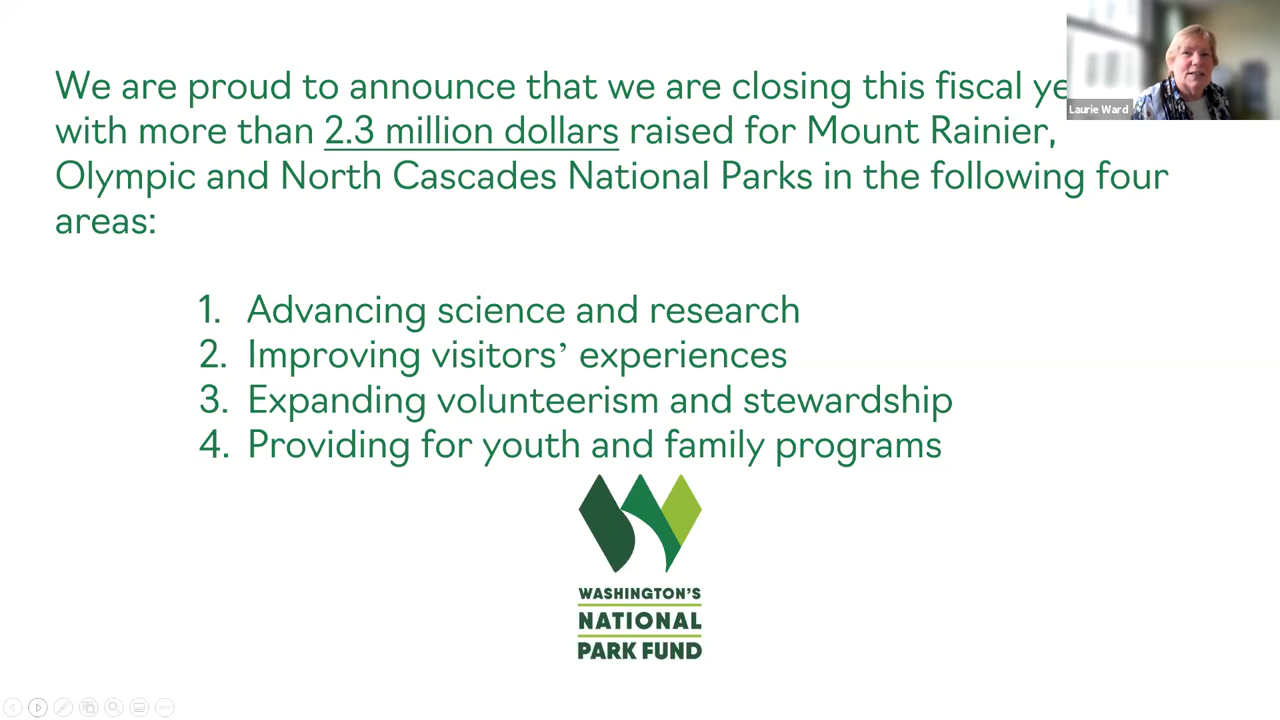 We are proud to announce that we are closing this fiscal ye
Laurie Ward
with more than 2.3 million dollars raised for Mount Rainier,
Olympic and North Cascades National Parks in the following four
areas:
1. Advancing science and research
2. Improving visitors’ experiences
3. Expanding volunteerism and stewardship
4. Providing for youth and family programs
WASHINGTON'S
NATIONAL
PARK FUND